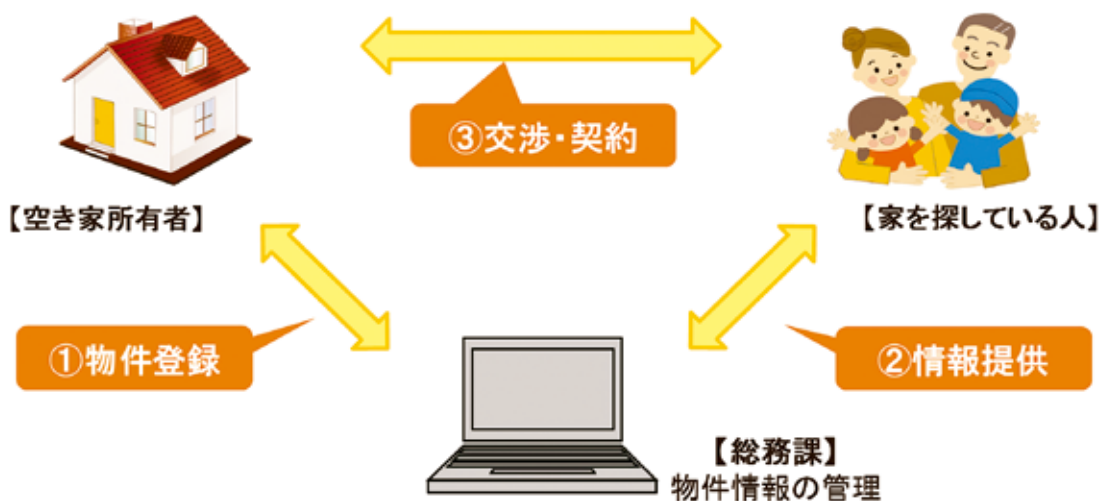 ③交渉・契約
【空き家所有者】
【家を探している人】
①物件登録
②情報提供
【総務課】
物件情報の管理